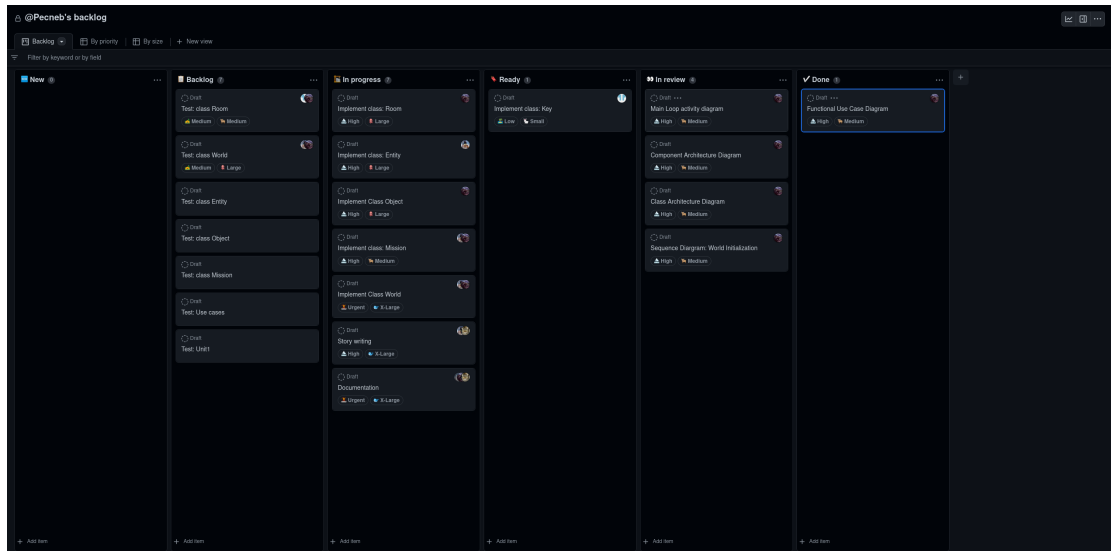 @Pecneb's backlog
Backlog
By priority
By size
+ New view
Filter by keyword or by field
New 0
Backlog 7
Draft
Test: class Room
Medium Medium
Draft
Test: class World
Medium Large
Draft
Test: class Entity
Draft
Test: class Object
Draft
Test: class Mission
Draft
Test: Use cases
Draft
Test: Unit1
In progress 7
Draft
Implement class: Room
High Large
Draft
Implement class: Entity
High Large
Draft
Implement Class Object
High Large
Draft
Implement class: Mission
High Medium
Draft
Implement Class World
Urgent X-Large
Draft
Story writing
High X-Large
Draft
Documentation
Urgent X-Large
Ready 1
Draft
Implement class: Key
Low Small
In review 4
Draft
Main Loop activity diagram
High Medium
Draft
Component Architecture Diagram
High Medium
Draft
Class Architecture Diagram
High Medium
Draft
Sequence Diargram: World Initialization
High Medium
Done 1
Draft
Functional Use Case Diagram
High Medium
+
+ Add item
+ Add item
+ Add item
+ Add item
+ Add item
+ Add item